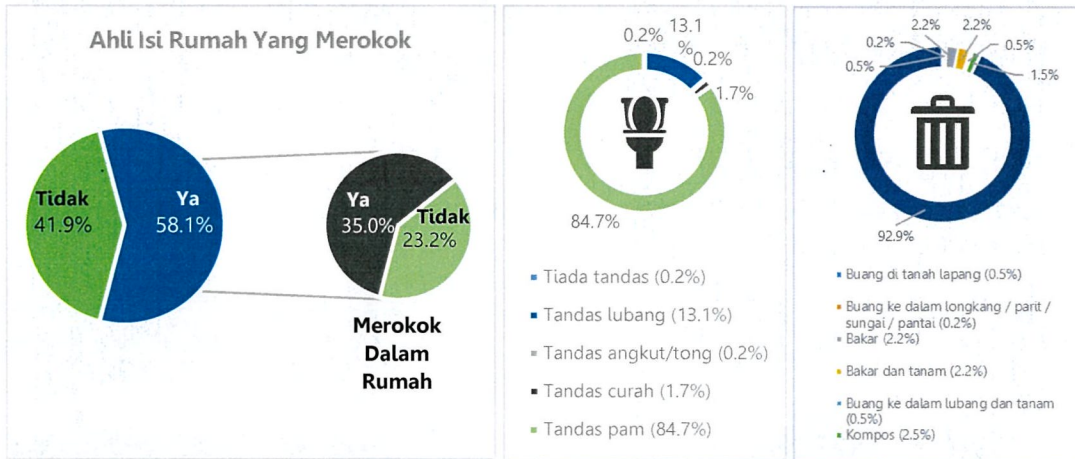 Ahli Isi Rumah Yang Merokok
Tidak
41.9%
Ya
58.1%
Ya
35.0%
Tidak
23.2%
Merokok
Dalam
Rumah
0.2%
13.1
%
0.2%
1.7%
84.7%
Tiada tandas (0.2%)
Tandas lubang (13.1%)
Tandas angkut/tong (0.2%)
Tandas curah (1.7%)
Tandas pam (84.7%)
2.2%
2.2%
0.2%
0.5%
0.5%
1.5%
92.9%
Buang di tanah lapang (0.5%)
Buang ke dalam longkang / parit /
sungai / pantai (0.2%)
Bakar (2.2%)
Bakar dan tanam (2.2%)
Buang ke dalam lubang dan tanam
(0.5%)
Kompos (2.5%)